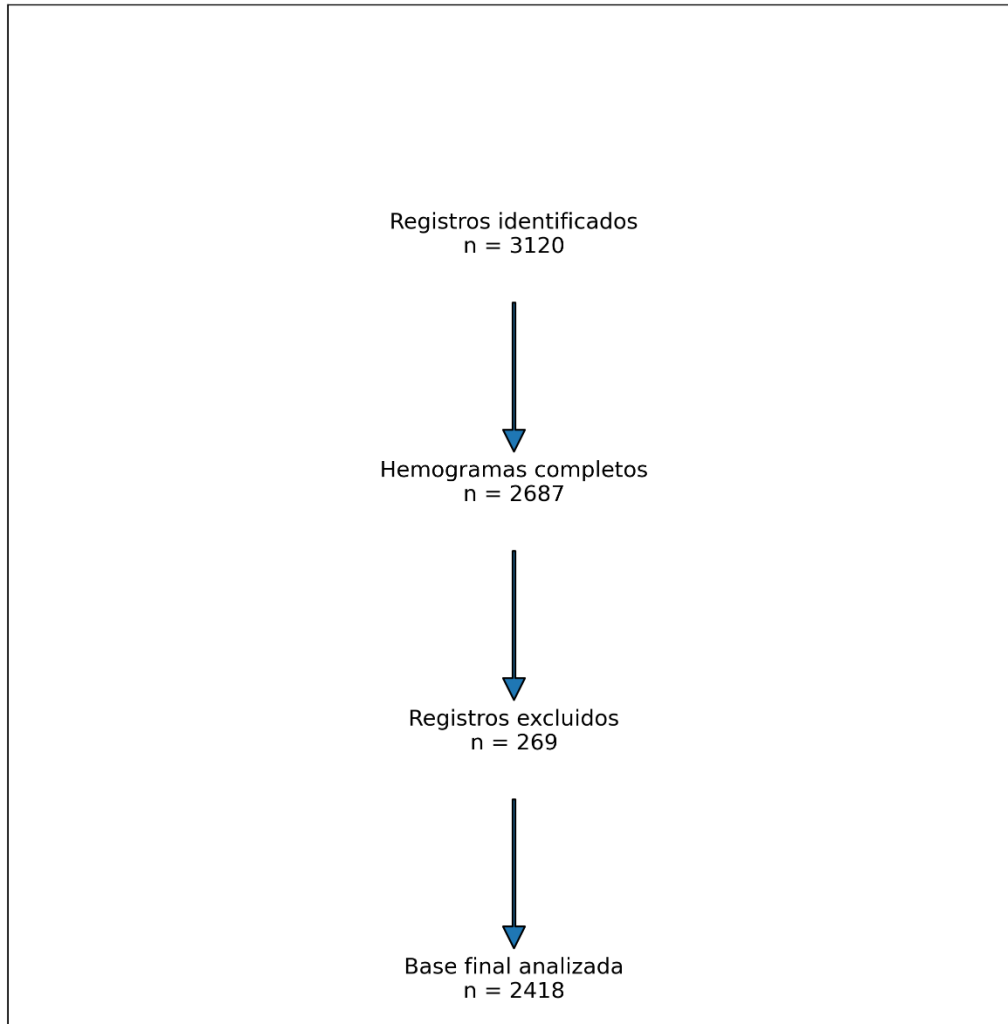 Registros identificados
n = 3120
Hemogramas completos
n = 2687
Registros excluidos
n = 269
Base final analizada
n = 2418